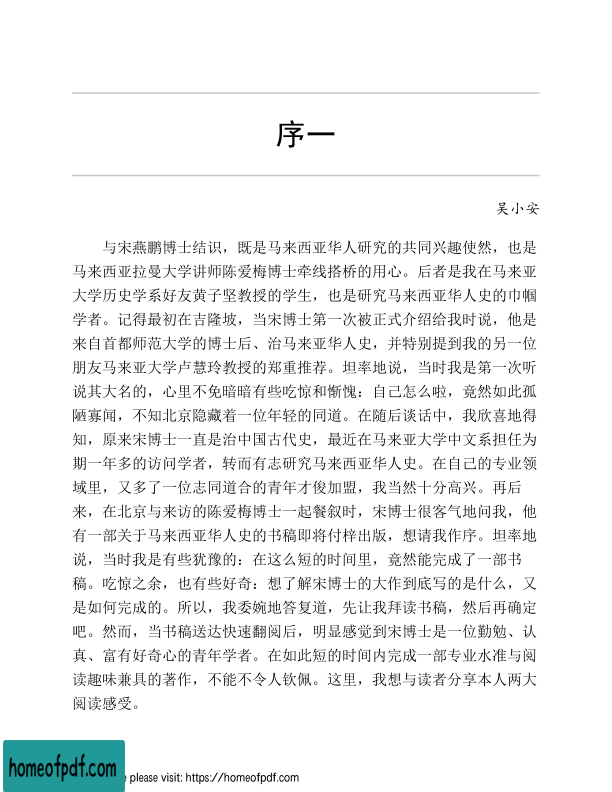 序一
吴小安
与宋燕鹏博士结识，既是马来西亚华人研究的共同兴趣使然，也是
马来西亚拉曼大学讲师陈爱梅博士牵线搭桥的用心。后者是我在马来亚
大学历史学系好友黄子坚教授的学生，也是研究马来西亚华人史的巾帼
学者。记得最初在吉隆坡，当宋博士第一次被正式介绍给我时说，他是
来自首都师范大学的博士后、治马来亚华人史，并特别提到我的另一位
朋友马来亚大学卢慧玲教授的郑重推荐。坦率地说，当时我是第一次听
说其大名的，心里不免暗暗有些吃惊和惭愧：自己怎么啦，竟然如此孤
陋寡闻，不知北京隐藏着一位年轻的同道。在随后谈话中，我欣喜地得
知，原来宋博士一直是治中国古代史，最近在马来亚大学中文系担任为
期一年多的访问学者，转而有志研究马来西亚华人史。在自己的专业领
域里，又多了一位志同道合的青年才俊加盟，我当然十分高兴。再后
来，在北京与来访的陈爱梅博士一起餐叙时，宋博士很客气地问我，他
有一部关于马来西亚华人史的书稿即将付梓出版，想请我作序。坦率地
说，当时我是有些犹豫的：在这么短的时间里，竟然能完成了一部书
稿。吃惊之余，也有些好奇：想了解宋博士的大作到底写的是什么，又
是如何完成的。所以，我委婉地答复道，先让我拜读书稿，然后再确定
吧。然而，当书稿送达快速翻阅后，明显感觉到宋博士是一位勤勉、认
真、富有好奇心的青年学者。在如此短的时间内完成一部专业水准与阅
读趣味兼具的著作，不能不令人钦佩。这里，我想与读者分享本人两大
阅读感受。
homeofpdf.com
e please visit: https://homeofpdf.com